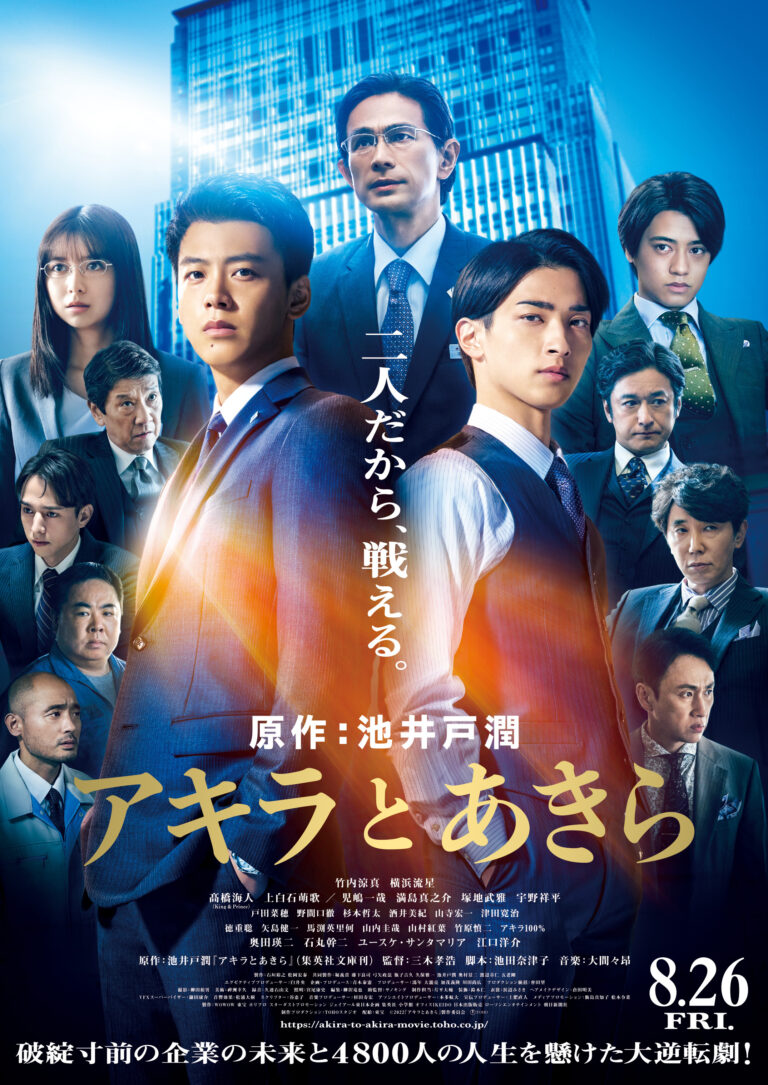 二人だから、戦える。
原作：池井戸潤
アキラとあきら
竹内涼真 横浜流星
髙橋海人 上白石萌歌／児嶋一哉 満島真之介 塚地武雅 宇野祥平
(King & Prince)
戸田菜穂 野間口徹 杉本哲太 酒井美紀 山寺宏一 津田寛治
徳重聡 矢島健一 馬渕英里何 山内圭哉 山村紅葉 竹原慎二 アキラ100%
奥田瑛二 石丸幹二 ユースケ・サンタマリア 江口洋介
原作：池井戸潤『アキラとあきら』(集英社文庫刊) 監督：三木孝浩 脚本：池田奈津子 音楽：大間々昂
8.26
FRI.
https://akira-to-akira-movie.toho.co.jp/
破綻寸前の企業の未来と4800人の人生を懸けた大逆転劇！